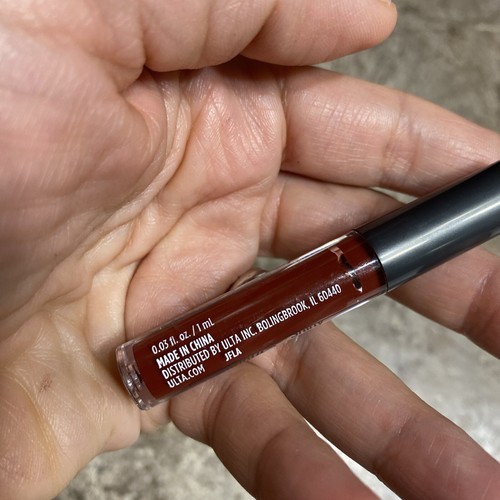 0.03 fl. oz. / 1 mL
MADE IN CHINA
DISTRIBUTED BY ULTA INC. BOLINGBROOK, IL 60440
ULTA.COM JFLA